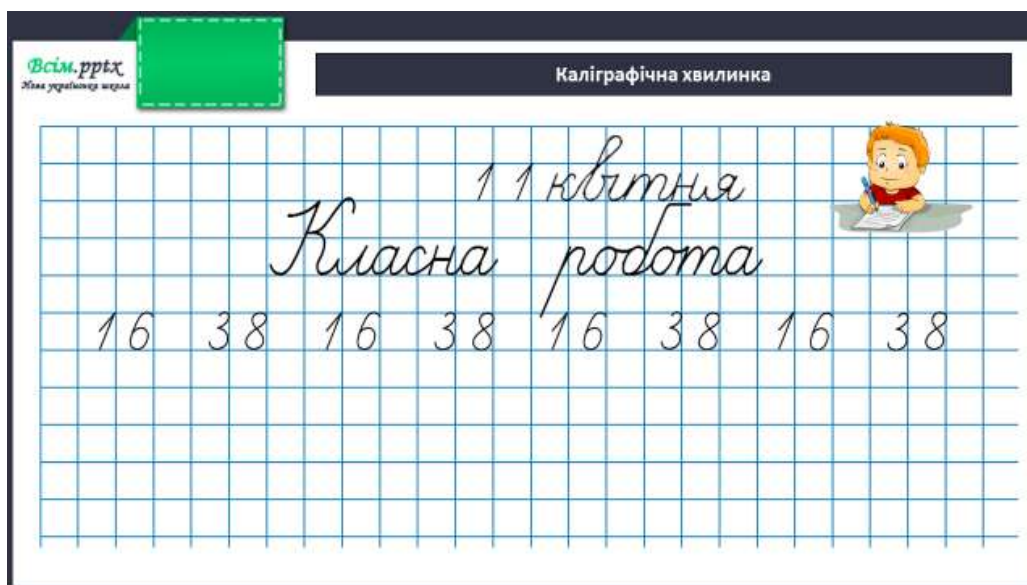 Всім.pptx
Нова українська школа
Каліграфічна хвилинка
11 квітня
Класна робота
16 38 16 38 16 38 16 38